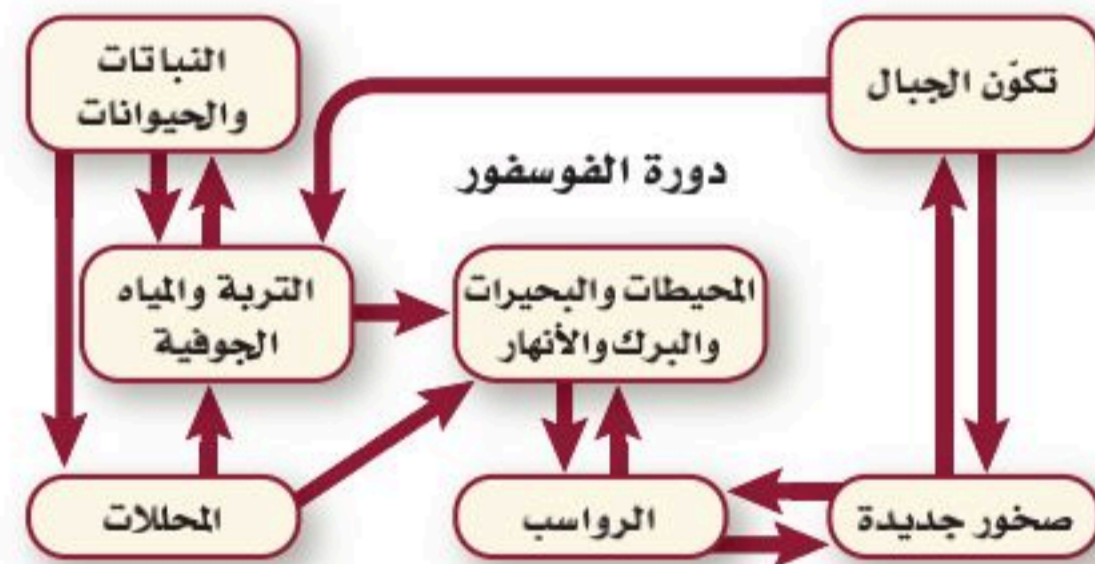 تكوّن الجبال
النباتات
والحيوانات
دورة الفوسفور
المحيطات والبحيرات
والبرك والأنهار
التربة والمياه
الجوفية
صخور جديدة
الرواسب
المحللات